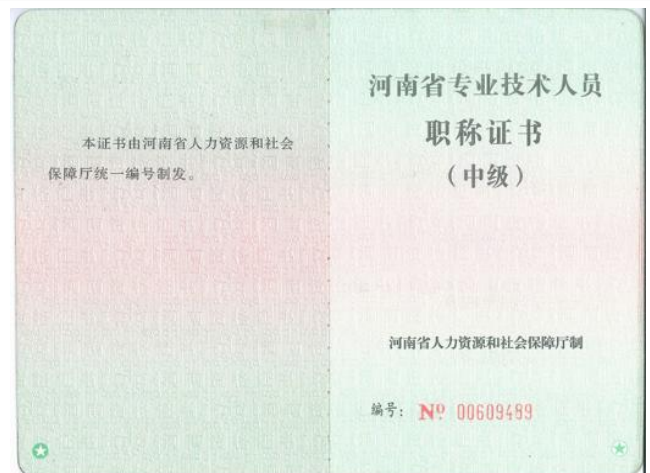 本证书由河南省人力资源和社会
保障厅统一编号制发。
河南省专业技术人员
职称证书
（中级）
河南省人力资源和社会保障厅制
编号： Nº 00609489